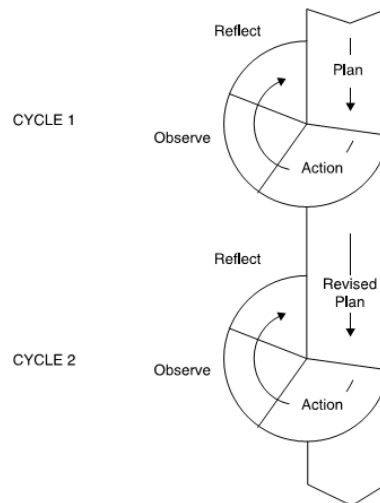 Reflect
Plan
CYCLE 1
Observe
Action
Reflect
Revised
Plan
CYCLE 2
Observe
Action